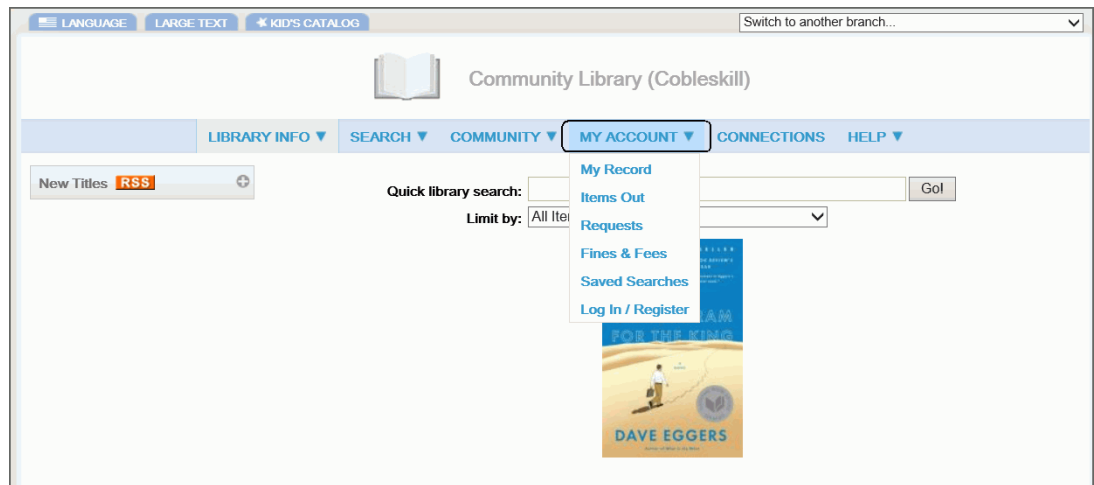 LANGUAGE LARGE TEXT KID'S CATALOG Switch to another branch...
Community Library (Cobleskill)
LIBRARY INFO ▼ SEARCH ▼ COMMUNITY ▼ MY ACCOUNT ▼ CONNECTIONS HELP ▼
New Titles RSS
Quick library search: Go!
Limit by: All Ite
My Record
Items Out
Requests
Fines & Fees
Saved Searches
Log In / Register
RAM
FOR THE KING
DAVE EGGERS